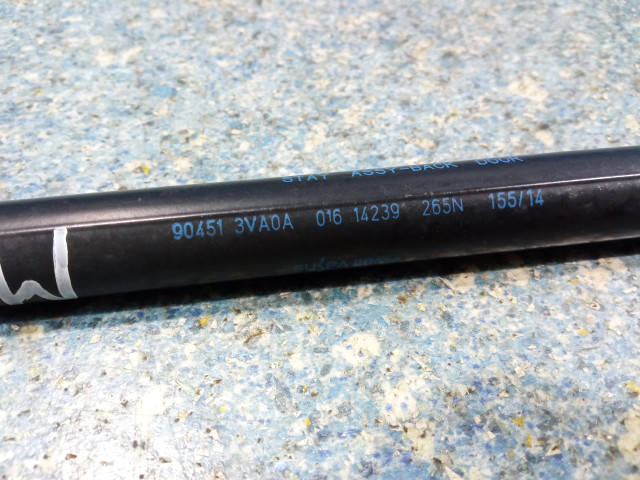 STAY ASSY-BACK DOOR
90451 3VA0A 016 14239 265N 155/14